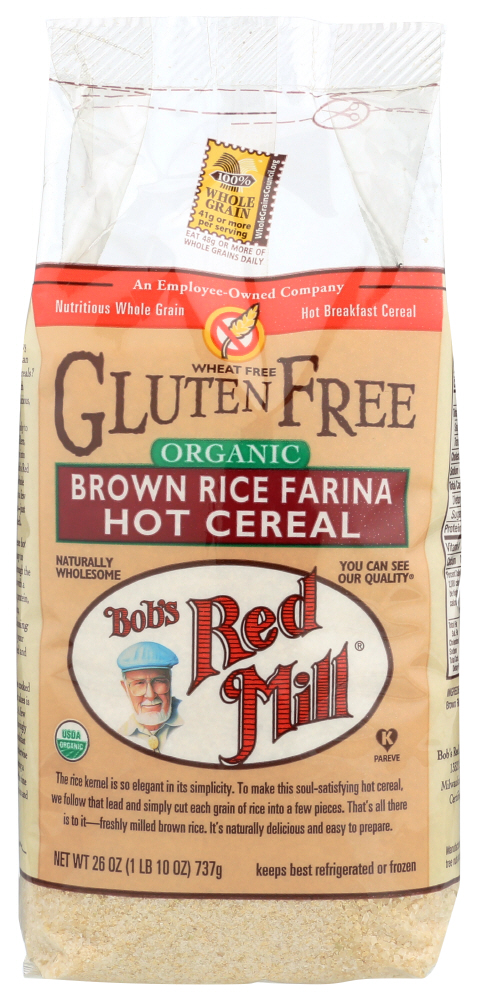 100%
WHOLE
GRAIN
41g or more
per serving
WholeGrainsCouncil.org
EAT 48g OR MORE OF
WHOLE GRAINS DAILY
An Employee-Owned Company
Nutritious Whole Grain
Hot Breakfast Cereal
WHEAT FREE
GLUTEN FREE
ORGANIC
BROWN RICE FARINA
HOT CEREAL
NATURALLY
WHOLESOME
YOU CAN SEE
OUR QUALITY®
Bob's
Red
Mill®
USDA
ORGANIC
K
PAREVE
The rice kernel is so elegant in its simplicity. To make this soul-satisfying hot cereal,
we follow that lead and simply cut each grain of rice into a few pieces. That's all there
is to it—freshly milled brown rice. It's naturally delicious and easy to prepare.
NET WT 26 OZ (1 LB 10 OZ) 737g
keeps best refrigerated or frozen